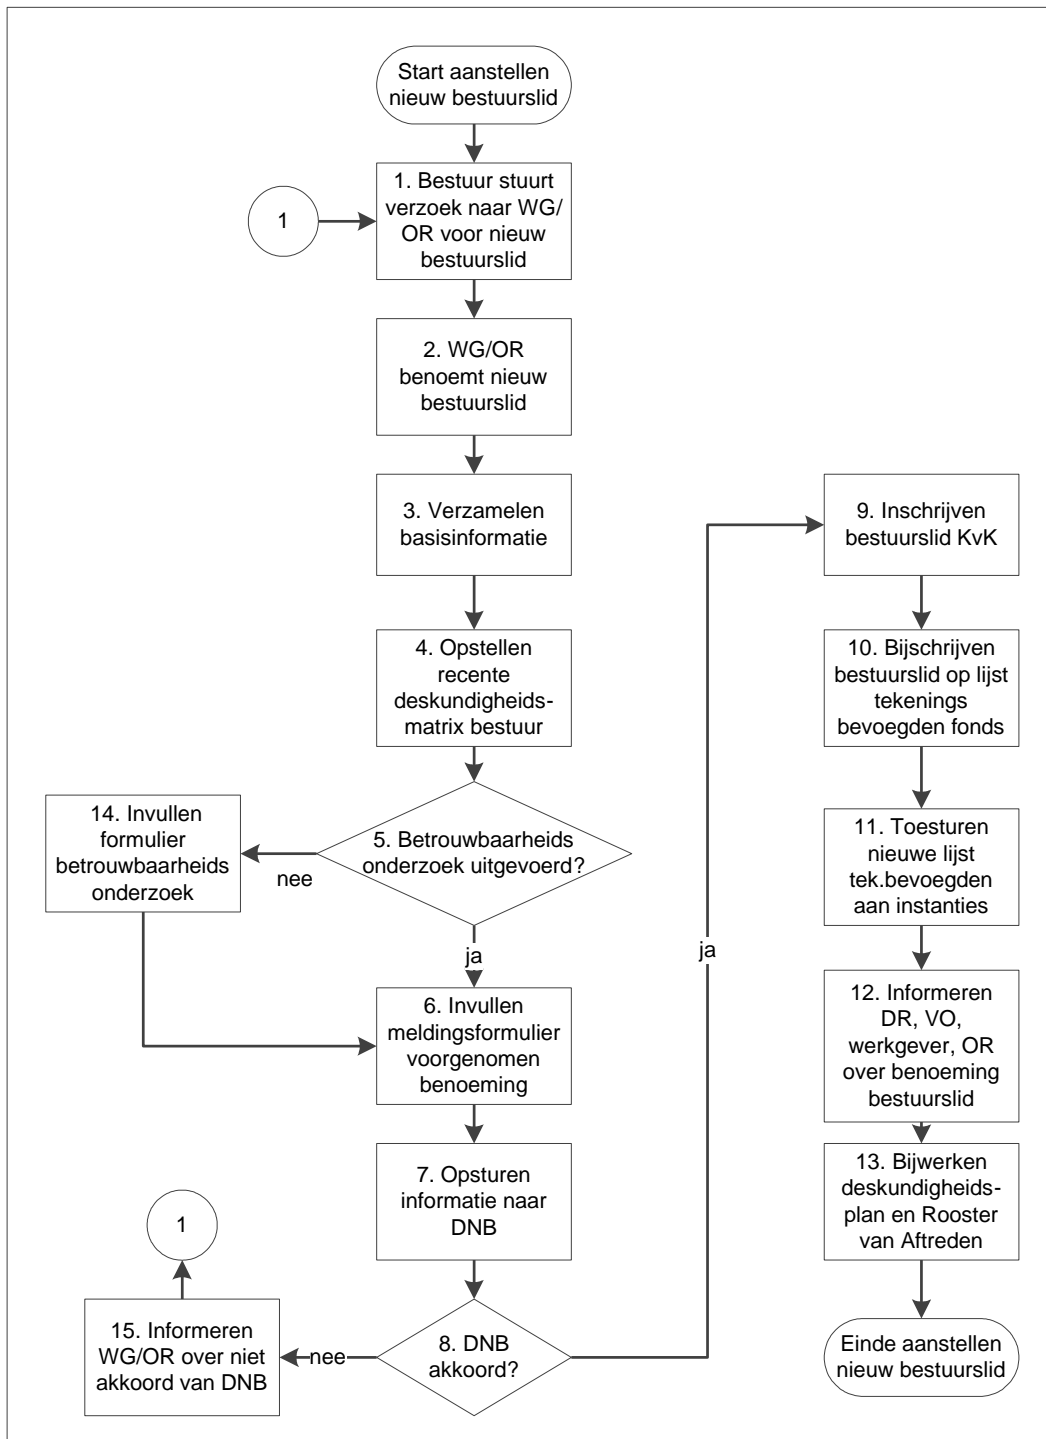 Start aanstellen
nieuw bestuurslid
1
1. Bestuur stuurt
verzoek naar WG/
OR voor nieuw
bestuurslid
2. WG/OR
benoemt nieuw
bestuurslid
3. Verzamelen
basisinformatie
4. Opstellen
recente
deskundigheids-
matrix bestuur
5. Betrouwbaarheids
onderzoek uitgevoerd?
nee
ja
14. Invullen
formulier
betrouwbaarheids
onderzoek
6. Invullen
meldingsformulier
voorgenomen
benoeming
7. Opsturen
informatie naar
DNB
8. DNB
akkoord?
nee
ja
15. Informeren
WG/OR over niet
akkoord van DNB
1
9. Inschrijven
bestuurslid KvK
10. Bijschrijven
bestuurslid op lijst
tekenings
bevoegden fonds
11. Toesturen
nieuwe lijst
tek.bevoegden
aan instanties
12. Informeren
DR, VO,
werkgever, OR
over benoeming
bestuurslid
13. Bijwerken
deskundigheids-
plan en Rooster
van Aftreden
Einde aanstellen
nieuw bestuurslid